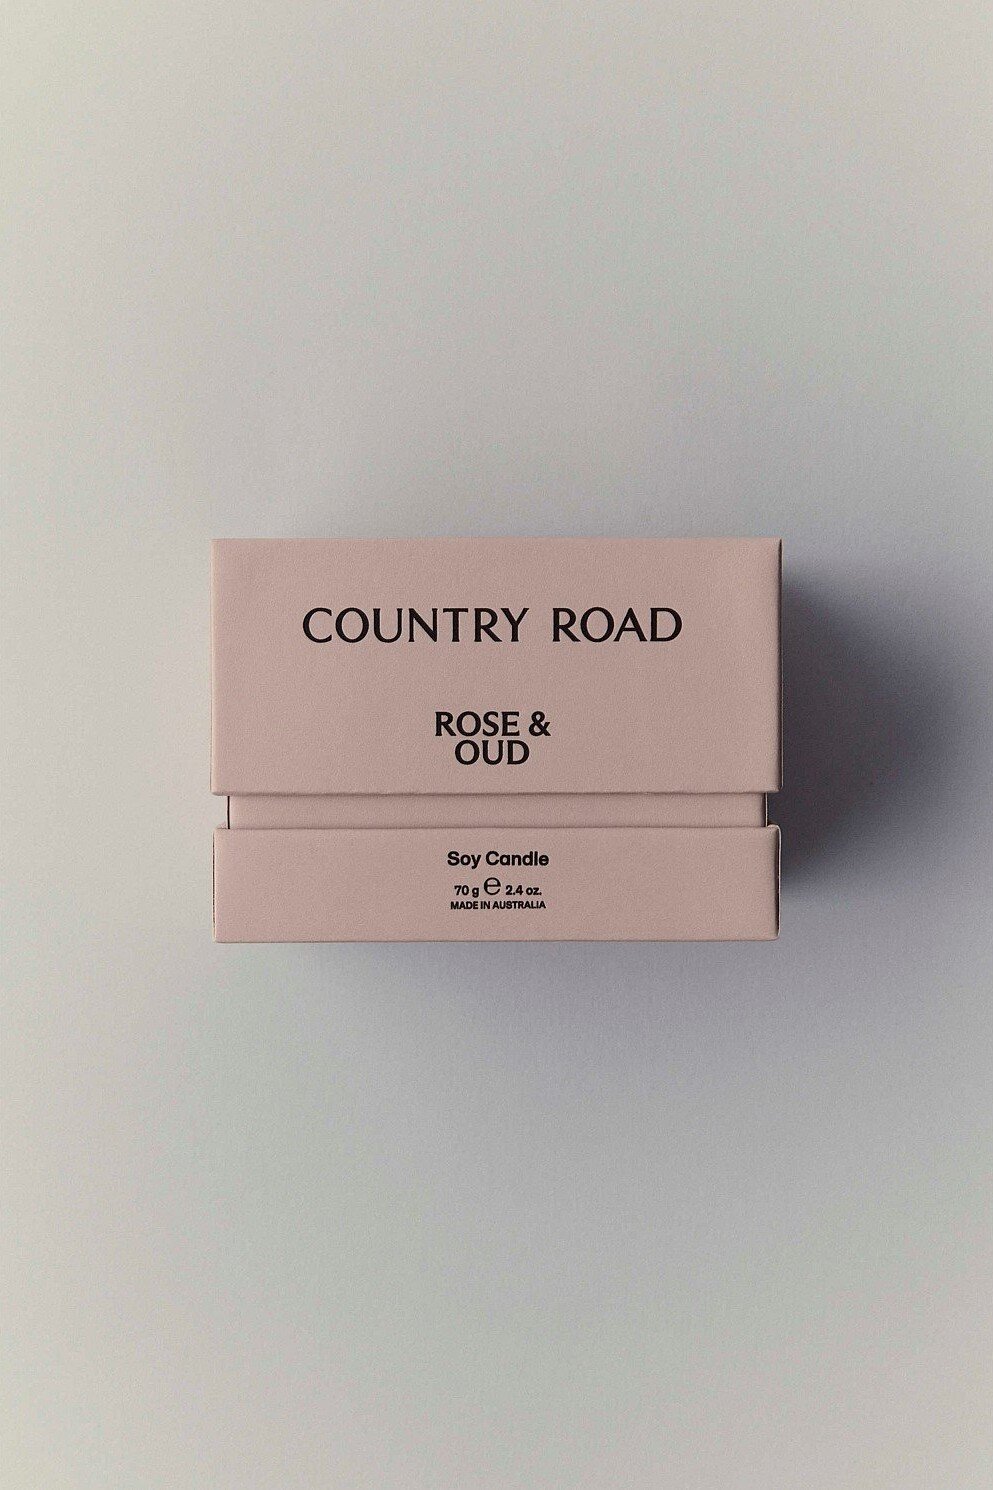 COUNTRY ROAD
ROSE &
OUD
Soy Candle
70 g ℮ 2.4 oz.
MADE IN AUSTRALIA